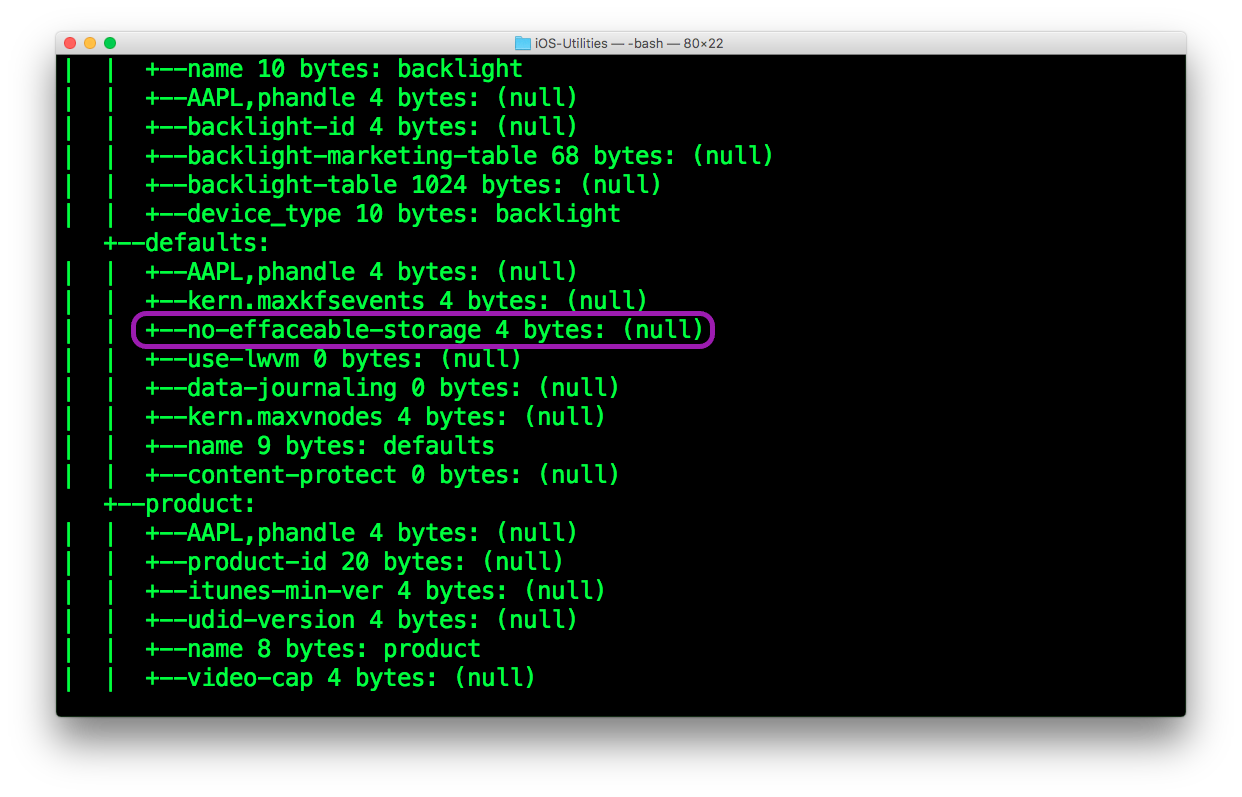 iOS-Utilities — -bash — 80×22
| | +--name 10 bytes: backlight
| | +--AAPL,phandle 4 bytes: (null)
| | +--backlight-id 4 bytes: (null)
| | +--backlight-marketing-table 68 bytes: (null)
| | +--backlight-table 1024 bytes: (null)
| | +--device_type 10 bytes: backlight
+--defaults:
| | +--AAPL,phandle 4 bytes: (null)
| | +--kern.maxkfsevents 4 bytes: (null)
| | +--no-effaceable-storage 4 bytes: (null)
| | +--use-lwvm 0 bytes: (null)
| | +--data-journaling 0 bytes: (null)
| | +--kern.maxvnodes 4 bytes: (null)
| | +--name 9 bytes: defaults
| | +--content-protect 0 bytes: (null)
+--product:
| | +--AAPL,phandle 4 bytes: (null)
| | +--product-id 20 bytes: (null)
| | +--itunes-min-ver 4 bytes: (null)
| | +--udid-version 4 bytes: (null)
| | +--name 8 bytes: product
| | +--video-cap 4 bytes: (null)